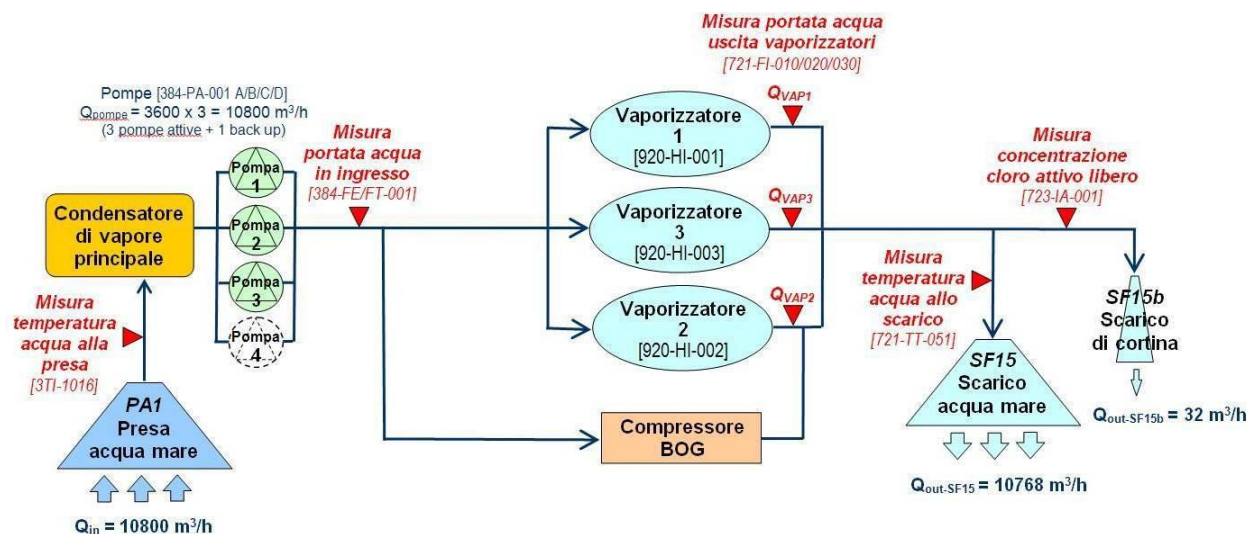 Pompe [384-PA-001 A/B/C/D]
Qpompe = 3600 x 3 = 10800 m³/h
(3 pompe attive + 1 back up)
Misura
portata acqua
in ingresso
[384-FE/FT-001]
Condensatore
di vapore
principale
Pompa
1
Pompa
2
Pompa
3
Pompa
4
Misura
temperatura
acqua alla
presa
[3TI-1016]
PA1
Presa
acqua mare
Qin = 10800 m³/h
Misura portata acqua
uscita vaporizzatori
[721-FI-010/020/030]
Vaporizzatore
1
[920-HI-001]
QVAP1
Vaporizzatore
3
[920-HI-003]
QVAP3
Vaporizzatore
2
[920-HI-002]
QVAP2
Compressore
BOG
Misura
concentrazione
cloro attivo libero
[723-IA-001]
Misura
temperatura
acqua allo
scarico
[721-TT-051]
SF15
Scarico
acqua mare
Qout-SF15 = 10768 m³/h
SF15b
Scarico
di cortina
Qout-SF15b = 32 m³/h